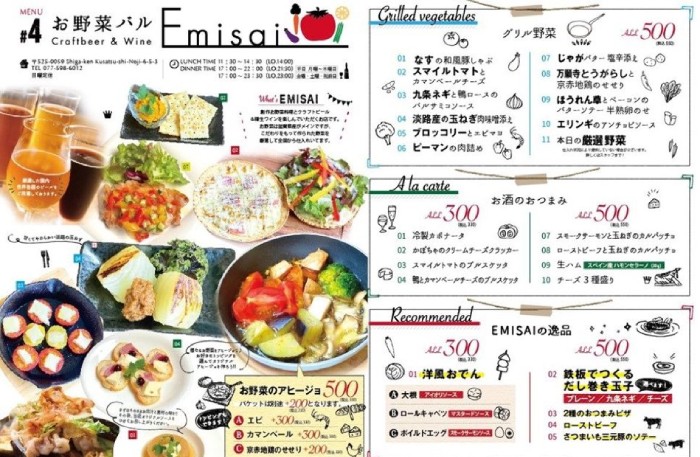 MENU
#4
お野菜バル
Craftbeer & Wine
Emisai
〒525-0059 Shiga-ken Kusatsu-shi-Noji-6-5-3
TEL 077-598-6012
LUNCH TIME 11:30~14:30 (LO.14:00)
DINNER TIME 17:00~22:00 (LO.21:30)
17:00~23:30 (LO.23:00)
What's EMISAI
お野菜のアヒージョ 500
バケットは別途+200となります。
A エビ +300
B カマンベール +300
C 京赤地鶏のせせり +200
Grilled vegetables
グリル野菜
ALL 500
01 なすの和風豚しゃぶ
02 スマイルトマトと
カマンベールチーズ
03 九条ネギと鴨ロースの
バルサミコソース
04 淡路産の玉ねぎ肉味噌添え
05 ブロッコリーとエビマヨ
06 ピーマンの肉詰め
07 じゃがバター 塩辛添え
08 万願寺とうがらしと
京赤地鶏のせせり
09 ほうれん草とベーコンの
バターソテー 半熟卵のせ
10 エリンギのアンチョビソース
11 本日の厳選野菜
A la carte
お酒のおつまみ
ALL 300
01 冷製カポナータ
02 かぼちゃのクリームチーズクラッカー
03 スマイルトマトのブルスケッタ
04 鴨とカマンベールチーズのブルスケッタ
ALL 500
07 スモークサーモンと玉ねぎのカルパッチョ
08 ローストビーフと玉ねぎのカルパッチョ
09 生ハム スペイン産 ハモンセラーノ
10 チーズ3種盛り
Recommended
EMISAIの逸品
ALL 300
01 洋風おでん
A 大根 アイオリソース
B ロールキャベツ マスタードソース
C ボイルドエッグ スモークサーモンソース
ALL 500
02 鉄板でつくる
だし巻き玉子
プレーン/九条ネギ/チーズ
03 2種のおつまみピザ
04 ローストビーフ
05 さつまいもと三元豚のソテー